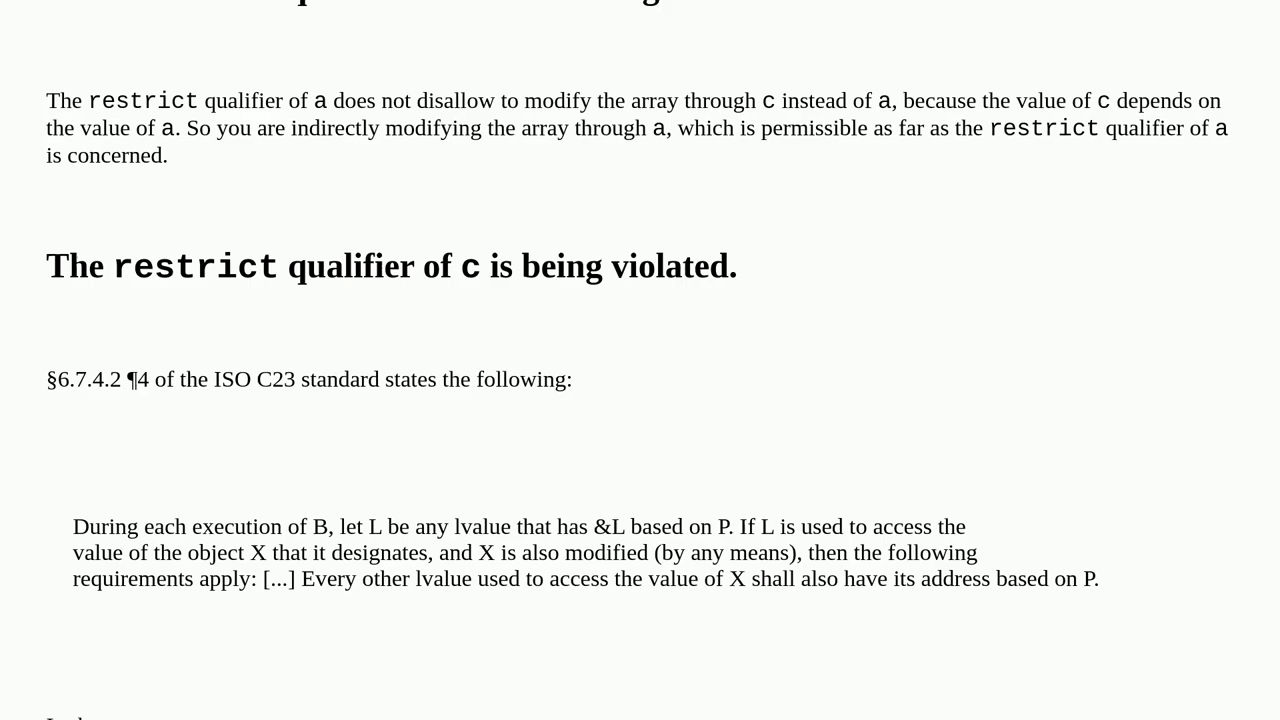 The restrict qualifier of a does not disallow to modify the array through c instead of a, because the value of c depends on
the value of a. So you are indirectly modifying the array through a, which is permissible as far as the restrict qualifier of a
is concerned.
The restrict qualifier of c is being violated.
§6.7.4.2 ¶4 of the ISO C23 standard states the following:
During each execution of B, let L be any lvalue that has &L based on P. If L is used to access the
value of the object X that it designates, and X is also modified (by any means), then the following
requirements apply: [...] Every other lvalue used to access the value of X shall also have its address based on P.